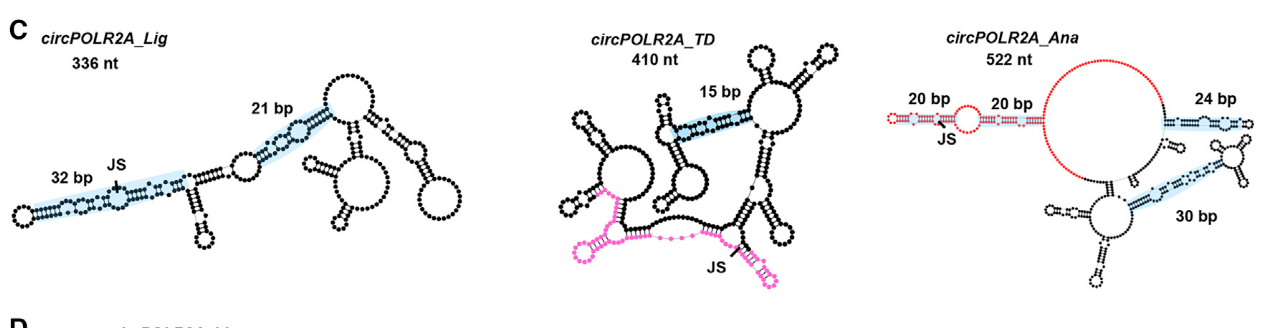 C
circPOLR2A_Lig
336 nt
21 bp
JS
32 bp
circPOLR2A_TD
410 nt
15 bp
JS
circPOLR2A_Ana
522 nt
20 bp
20 bp
24 bp
JS
30 bp